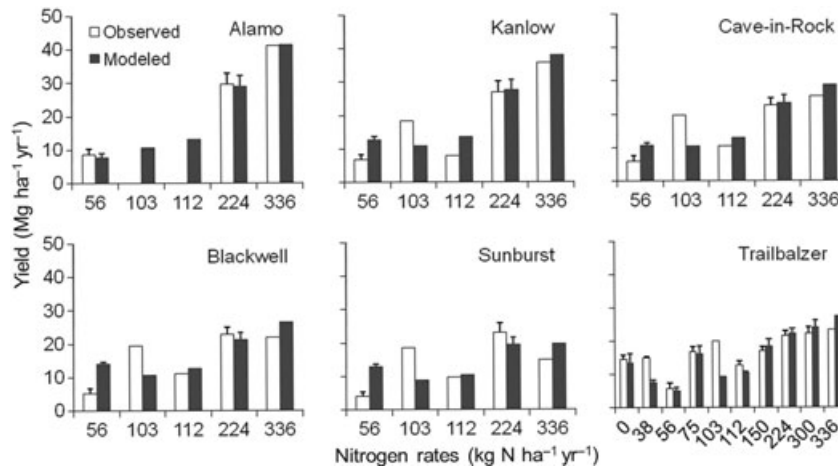 50
40
30
20
10
0
Observed
Modeled
Alamo
56 103 112 224 336
Kanlow
56 103 112 224 336
Cave-in-Rock
56 103 112 224 336
Yield (Mg ha⁻¹ yr⁻¹)
50
40
30
20
10
0
Blackwell
56 103 112 224 336
Sunburst
56 103 112 224 336
Trailbalzer
0 38 56 75 103 112 150 224 300 336
Nitrogen rates (kg N ha⁻¹ yr⁻¹)